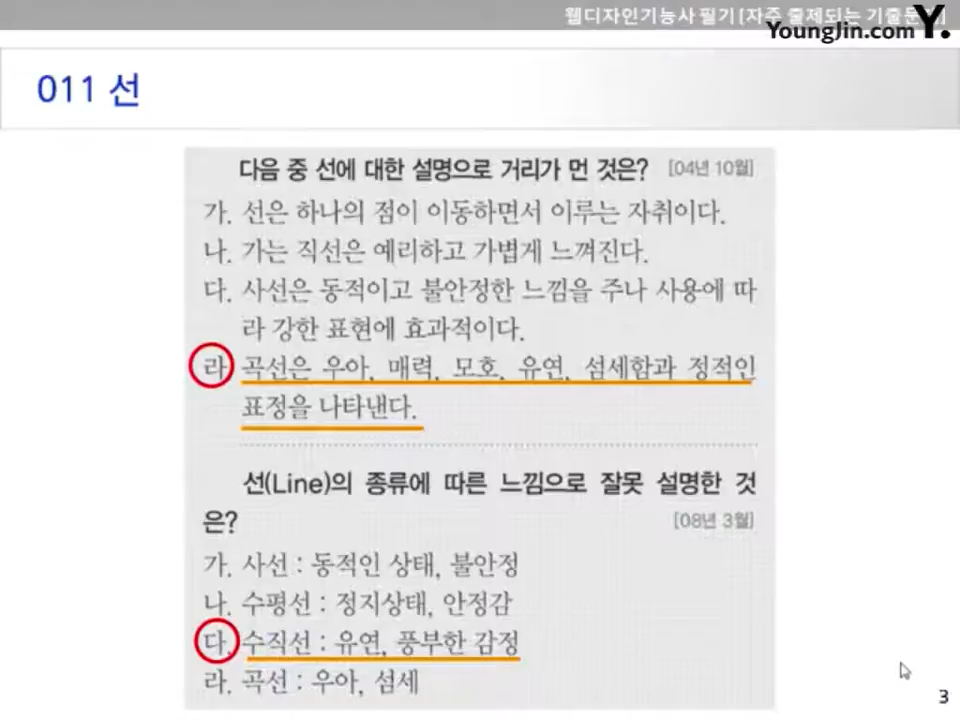 웹디자인기능사 필기 [자주 출제되는 기출문제]
YoungJin.com Y.
011 선
다음 중 선에 대한 설명으로 거리가 먼 것은? [04년 10월]
가. 선은 하나의 점이 이동하면서 이루는 자취이다.
나. 가는 직선은 예리하고 가볍게 느껴진다.
다. 사선은 동적이고 불안정한 느낌을 주나 사용에 따
라 강한 표현에 효과적이다.
라. 곡선은 우아, 매력, 모호, 유연, 섬세함과 정적인
표정을 나타낸다.
선(Line)의 종류에 따른 느낌으로 잘못 설명한 것
은? [08년 3월]
가. 사선 : 동적인 상태, 불안정
나. 수평선 : 정지상태, 안정감
다. 수직선 : 유연, 풍부한 감정
라. 곡선 : 우아, 섬세
3